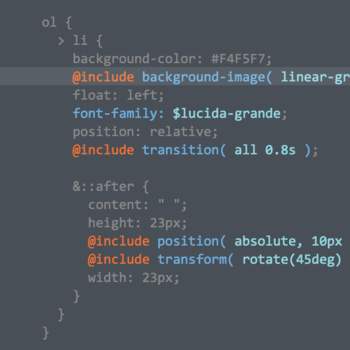 ol {
> li {
background-color: #F4F5F7;
@include background-image( linear-gr
float: left;
font-family: $lucida-grande;
position: relative;
@include transition( all 0.8s );
&::after {
content: " ";
height: 23px;
@include position( absolute, 10px
@include transform( rotate(45deg)
width: 23px;
}
}
}